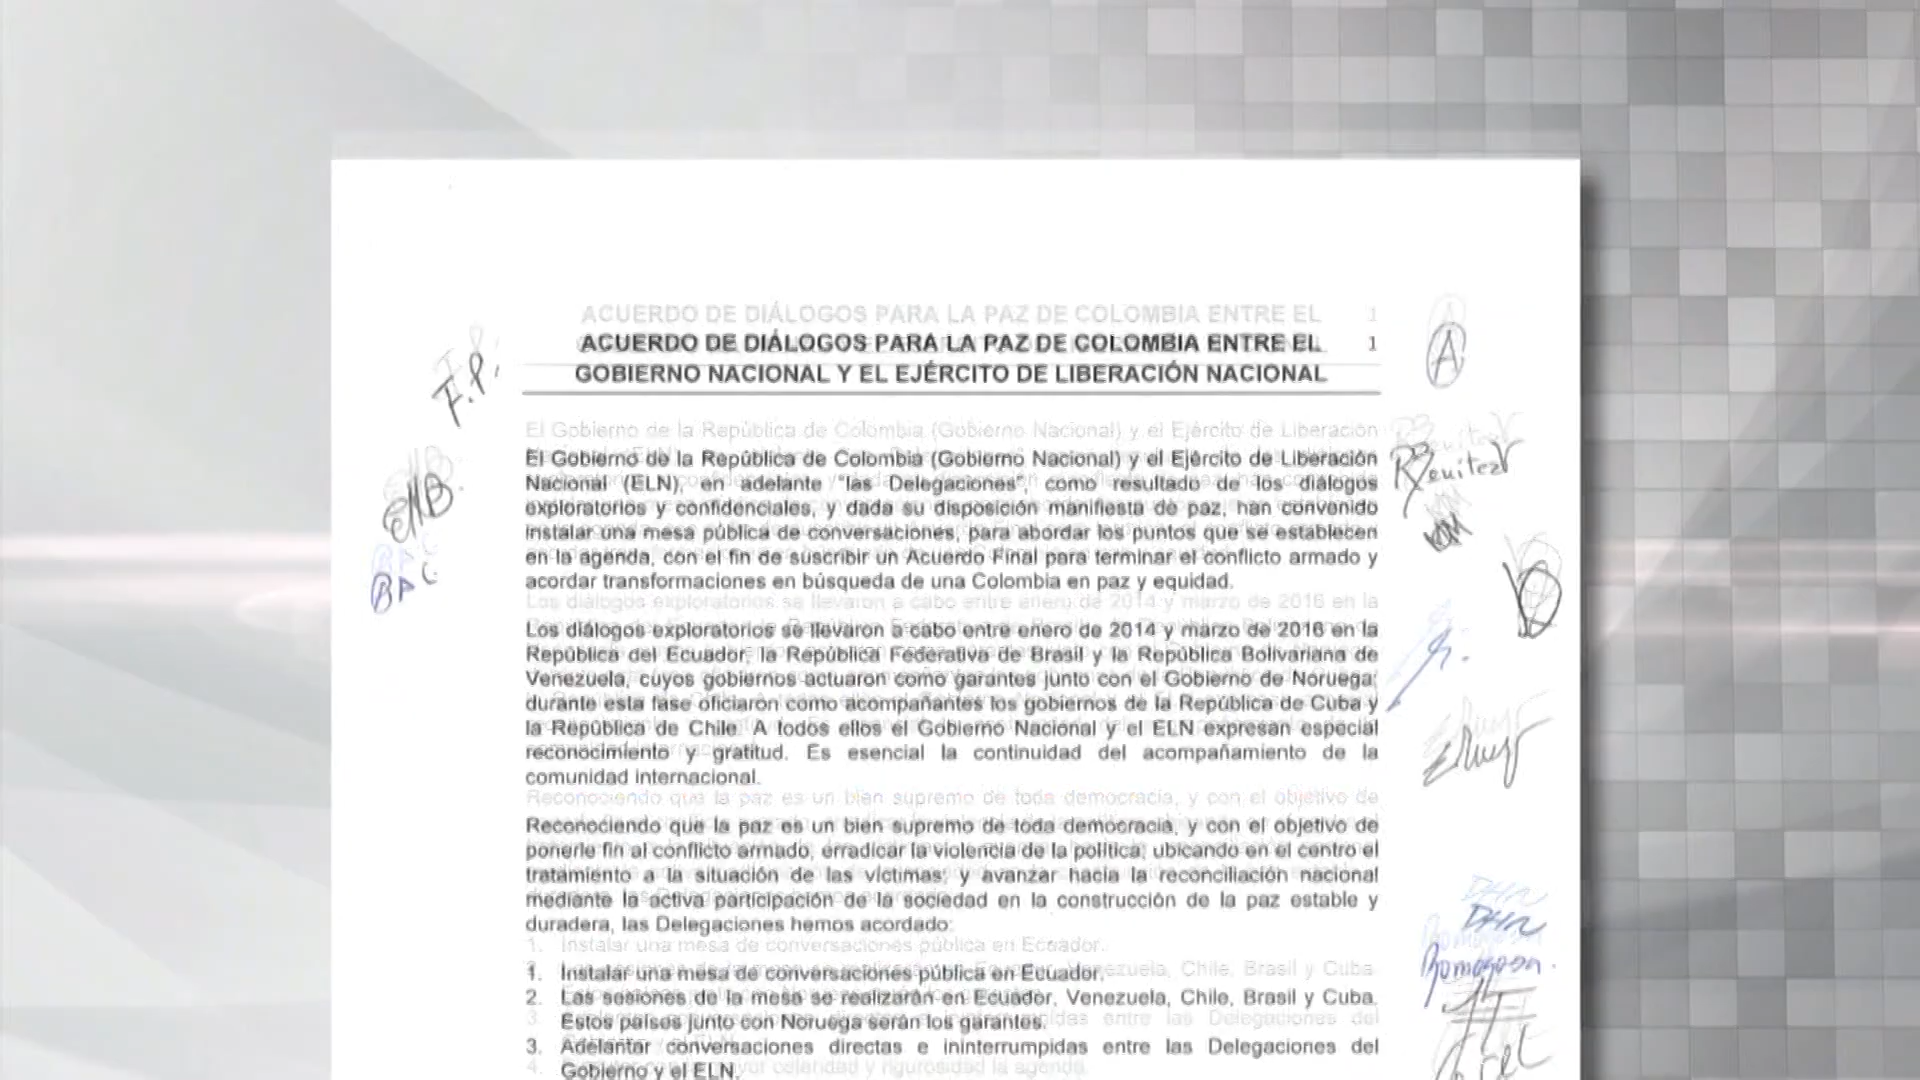 ACUERDO DE DIÁLOGOS PARA LA PAZ DE COLOMBIA ENTRE EL 1
GOBIERNO NACIONAL Y EL EJÉRCITO DE LIBERACIÓN NACIONAL
F.P.
A
El Gobierno de la República de Colombia (Gobierno Nacional) y el Ejército de Liberación
Nacional (ELN), en adelante "las Delegaciones", como resultado de los diálogos
exploratorios y confidenciales, y dada su disposición manifiesta de paz, han convenido
instalar una mesa pública de conversaciones, para abordar los puntos que se establecen
en la agenda, con el fin de suscribir un Acuerdo Final para terminar el conflicto armado y
acordar transformaciones en búsqueda de una Colombia en paz y equidad.
Los diálogos exploratorios se llevaron a cabo entre enero de 2014 y marzo de 2016 en la
República del Ecuador, la República Federativa de Brasil y la República Bolivariana de
Venezuela, cuyos gobiernos actuaron como garantes junto con el Gobierno de Noruega;
durante esta fase oficiaron como acompañantes los gobiernos de la República de Cuba y
la República de Chile. A todos ellos el Gobierno Nacional y el ELN expresan especial
reconocimiento y gratitud. Es esencial la continuidad del acompañamiento de la
comunidad internacional.
Reconociendo que la paz es un bien supremo de toda democracia, y con el objetivo de
ponerle fin al conflicto armado, erradicar la violencia de la política; ubicando en el centro el
tratamiento a la situación de las víctimas; y avanzar hacia la reconciliación nacional
mediante la activa participación de la sociedad en la construcción de la paz estable y
duradera, las Delegaciones hemos acordado:
1. Instalar una mesa de conversaciones pública en Ecuador.
2. Las sesiones de la mesa se realizarán en Ecuador, Venezuela, Chile, Brasil y Cuba.
Estos países junto con Noruega serán los garantes.
3. Adelantar conversaciones directas e ininterrumpidas entre las Delegaciones del
Gobierno y el ELN.